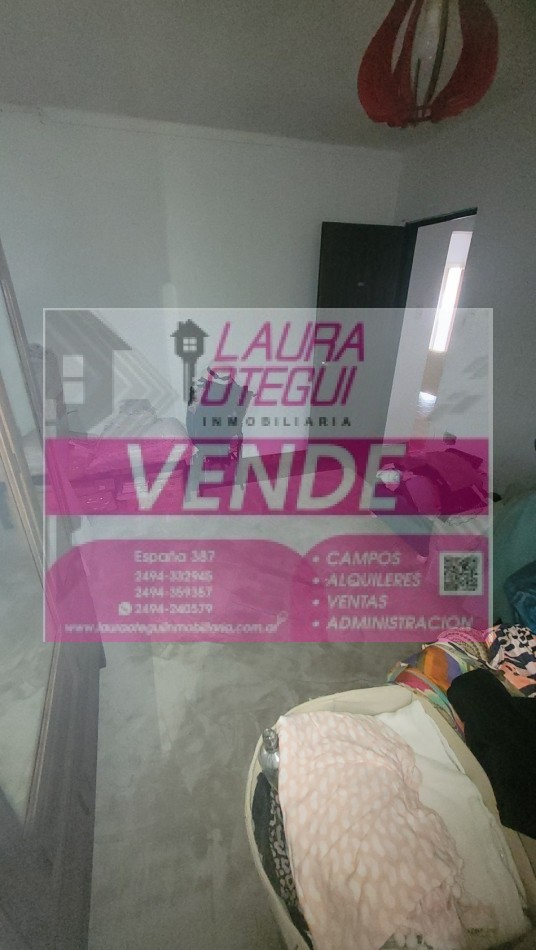 LAURA
OTEGUI
INMOBILIARIA
VENDE
España 387
2494-332945
2494-359357
2494-240579
www.lauraoteguiinmobiliaria.com.ar
• CAMPOS
• ALQUILERES
• VENTAS
• ADMINISTRACION